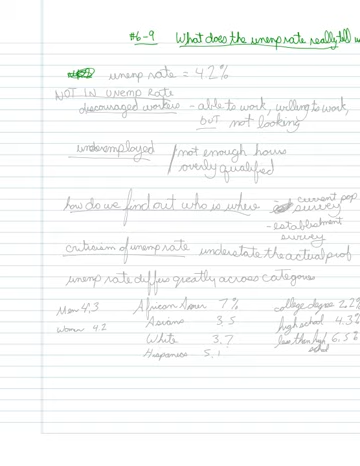 #6-9 What does the unemp rate really tell u
unemp rate = 4.2%
NOT IN UNEMP RATE
discouraged workers - able to work, willing to work,
BUT not looking
underemployed / not enough hours
overly qualified
how do we find out who is where - current pop.
survey
- establishment
survey
criticism of unemp rate understate the actual prob
unemp rate differs greatly across categories
Men 4.3 African Amer 7% college degree 2.2%
Women 4.2 Asians 3.5 high school 4.3%
White 3.7 less than high school 6.5%
Hispanics 5.1